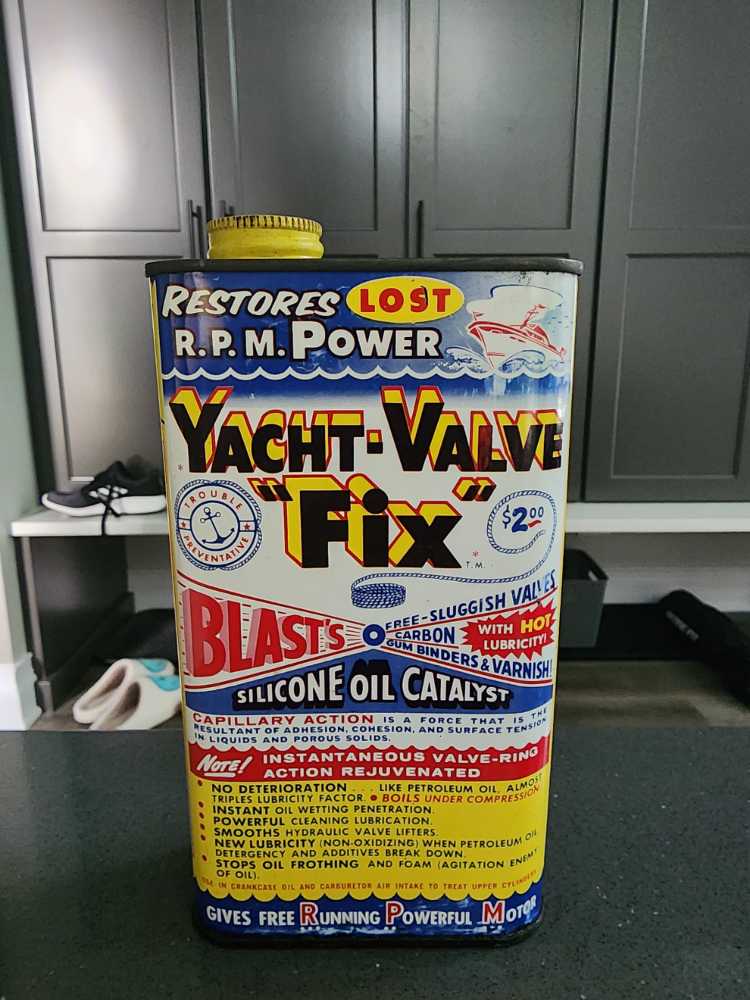 RESTORES LOST
R.P.M. POWER
YACHT-VALVE
"FIX"
T.M.
TROUBLE
PREVENTATIVE
$2.00
BLAST'S
FREE-SLUGGISH VALVES
CARBON
GUM BINDERS & VARNISH!
WITH HOT
LUBRICITY!
SILICONE OIL CATALYST
CAPILLARY ACTION IS A FORCE THAT IS THE
RESULTANT OF ADHESION, COHESION, AND SURFACE TENSION
IN LIQUIDS AND POROUS SOLIDS.
NOTE! INSTANTANEOUS VALVE-RING
ACTION REJUVENATED
• NO DETERIORATION ... LIKE PETROLEUM OIL, ALMOST
TRIPLES LUBRICITY FACTOR. • BOILS UNDER COMPRESSION
• INSTANT OIL WETTING PENETRATION.
• POWERFUL CLEANING LUBRICATION.
• SMOOTHS HYDRAULIC VALVE LIFTERS.
• NEW LUBRICITY (NON-OXIDIZING) WHEN PETROLEUM OIL
DETERGENCY AND ADDITIVES BREAK DOWN.
• STOPS OIL FROTHING AND FOAM (AGITATION ENEMY
OF OIL).
USE IN CRANKCASE OIL AND CARBURETOR AIR INTAKE TO TREAT UPPER CYLINDERS
GIVES FREE RUNNING POWERFUL MOTOR